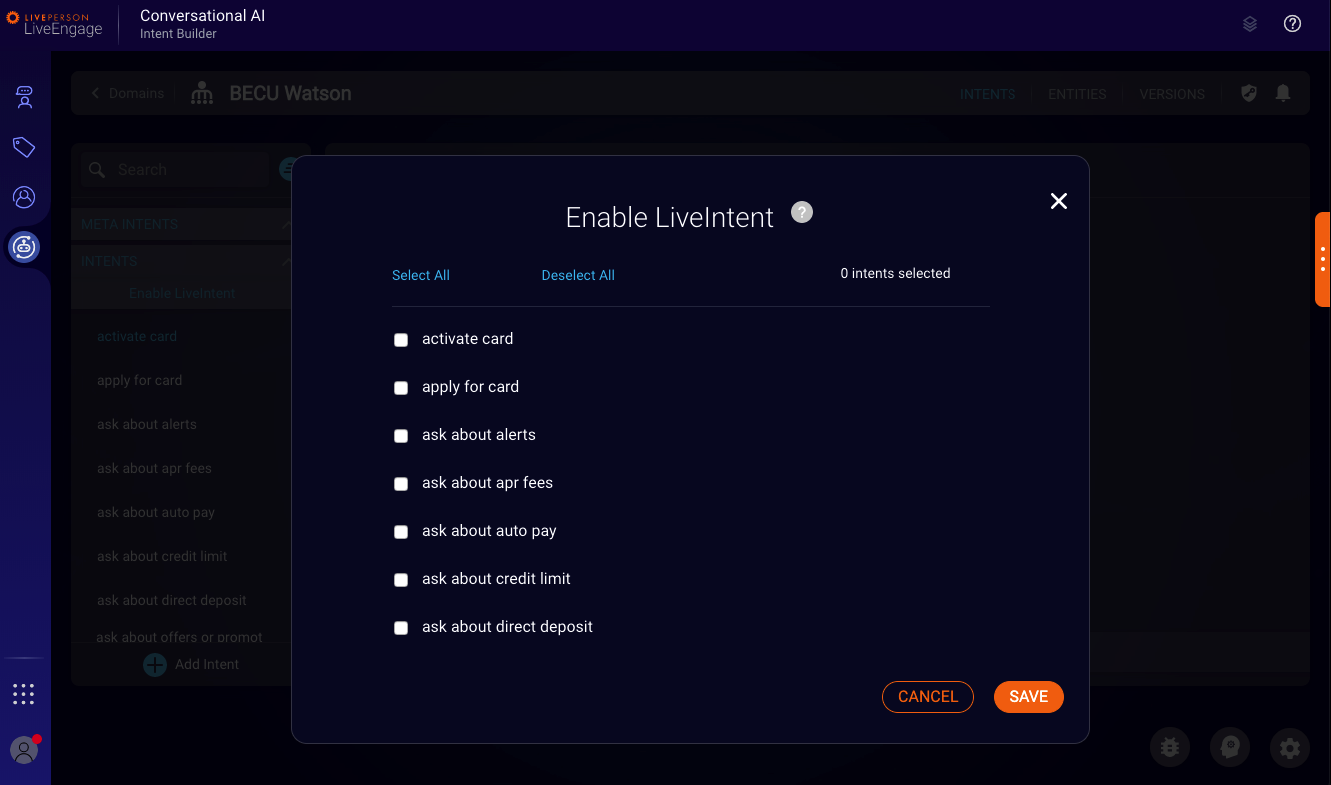 LIVEPERSON
LiveEngage
Conversational AI
Intent Builder
Domains
BECU Watson
INTENTS
ENTITIES
VERSIONS
Search
META INTENTS
INTENTS
Enable LiveIntent
activate card
apply for card
ask about alerts
ask about apr fees
ask about auto pay
ask about credit limit
ask about direct deposit
ask about offers or promot
Add Intent
Enable LiveIntent ?
Select All
Deselect All
0 intents selected
activate card
apply for card
ask about alerts
ask about apr fees
ask about auto pay
ask about credit limit
ask about direct deposit
CANCEL
SAVE